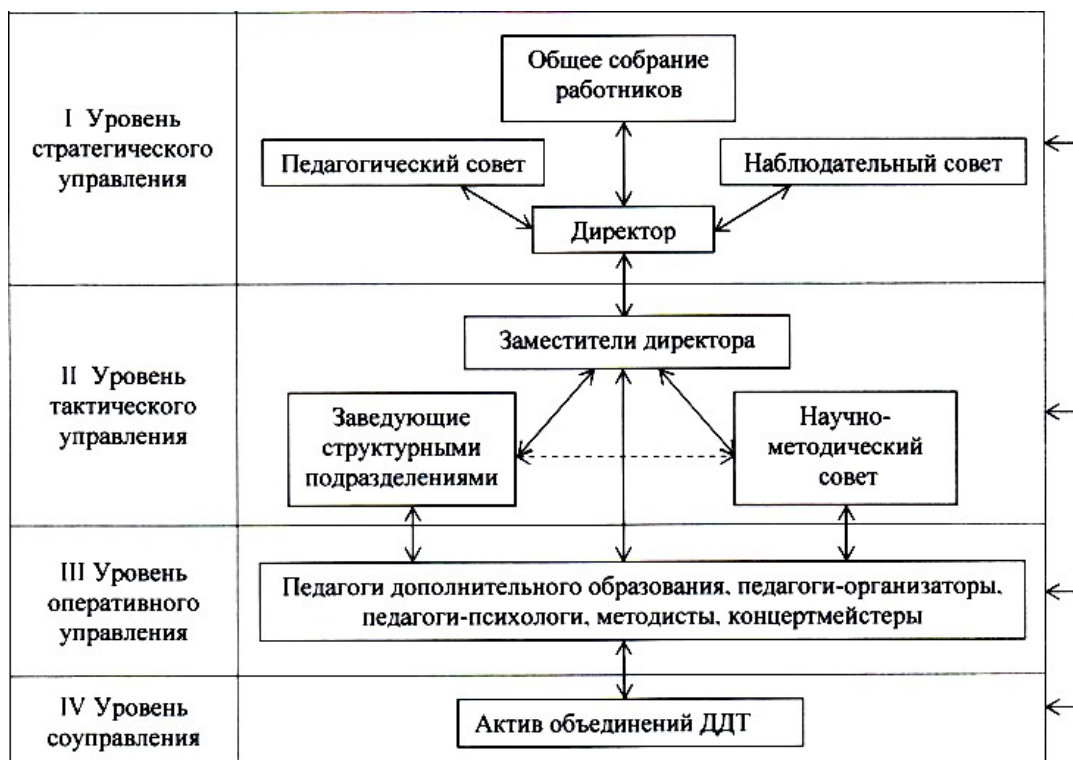 Общее собрание
работников
I Уровень
стратегического
управления
Педагогический совет
Наблюдательный совет
Директор
Заместители директора
II Уровень
тактического
управления
Заведующие
структурными
подразделениями
Научно-
методический
совет
III Уровень
оперативного
управления
Педагоги дополнительного образования, педагоги-организаторы,
педагоги-психологи, методисты, концертмейстеры
IV Уровень
соуправления
Актив объединений ДДТ